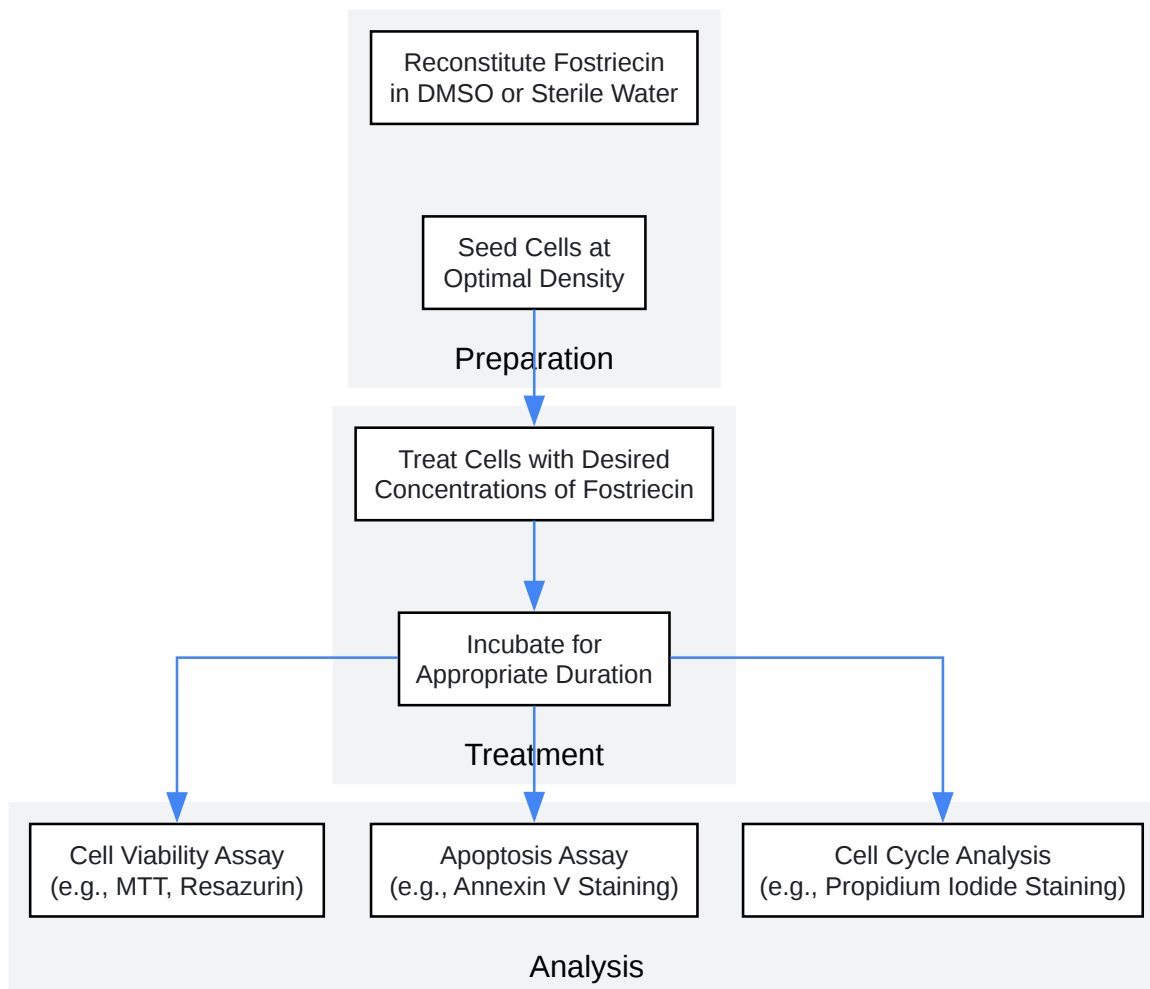 Reconstitute Fostriecin
in DMSO or Sterile Water
Seed Cells at
Optimal Density
Preparation
Treat Cells with Desired
Concentrations of Fostriecin
Incubate for
Appropriate Duration
Treatment
Cell Viability Assay
(e.g., MTT, Resazurin)
Apoptosis Assay
(e.g., Annexin V Staining)
Cell Cycle Analysis
(e.g., Propidium Iodide Staining)
Analysis